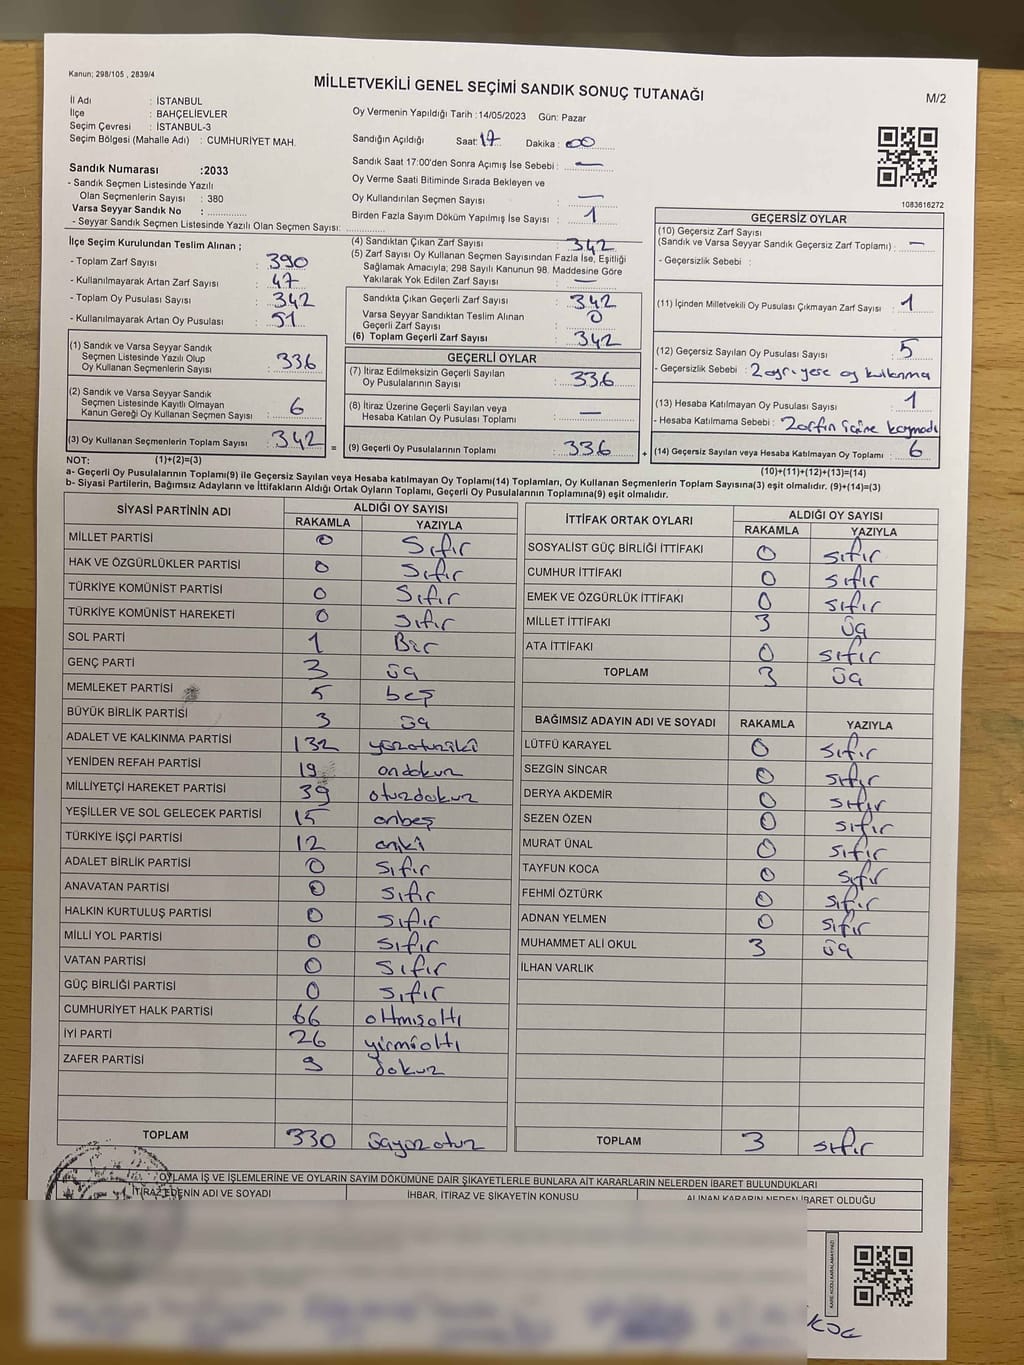 Kanun; 298/105 , 2839/4
MİLLETVEKİLİ GENEL SEÇİMİ SANDIK SONUÇ TUTANAĞI
M/2
İl Adı : İSTANBUL
İlçe : BAHÇELİEVLER
Seçim Çevresi : İSTANBUL-3
Seçim Bölgesi (Mahalle Adı) : CUMHURİYET MAH.
Oy Vermenin Yapıldığı Tarih :14/05/2023 Gün: Pazar
Sandığın Açıldığı Saat: 17 Dakika : 00
Sandık Saat 17:00'den Sonra Açımış İse Sebebi : —
Oy Verme Saati Bitiminde Sırada Bekleyen ve
Oy Kullandırılan Seçmen Sayısı —
Birden Fazla Sayım Döküm Yapılmış İse Sayısı : 1
Sandık Numarası :2033
- Sandık Seçmen Listesinde Yazılı
Olan Seçmenlerin Sayısı : 380
Varsa Seyyar Sandık No :
- Seyyar Sandık Seçmen Listesinde Yazılı Olan Seçmen Sayısı:
1083616272
İlçe Seçim Kurulundan Teslim Alınan ;
- Toplam Zarf Sayısı : 390
- Kullanılmayarak Artan Zarf Sayısı : 47
- Toplam Oy Pusulası Sayısı : 342
- Kullanılmayarak Artan Oy Pusulası : 51
(1) Sandık ve Varsa Seyyar Sandık
Seçmen Listesinde Yazılı Olup
Oy Kullanan Seçmenlerin Sayısı : 336
(2) Sandık ve Varsa Seyyar Sandık
Seçmen Listesinde Kayıtlı Olmayan
Kanun Gereği Oy Kullanan Seçmen Sayısı : 6
(3) Oy Kullanan Seçmenlerin Toplam Sayısı : 342 =
(4) Sandıktan Çıkan Zarf Sayısı : 342
(5) Zarf Sayısı Oy Kullanan Seçmen Sayısından Fazla İse, Eşitliği
Sağlamak Amacıyla; 298 Sayılı Kanunun 98. Maddesine Göre
Yakılarak Yok Edilen Zarf Sayısı : —
Sandıkta Çıkan Geçerli Zarf Sayısı : 342
Varsa Seyyar Sandıktan Teslim Alınan
Geçerli Zarf Sayısı : 0
(6) Toplam Geçerli Zarf Sayısı : 342
GEÇERLİ OYLAR
(7) İtiraz Edilmeksizin Geçerli Sayılan
Oy Pusulalarının Sayısı : 336
(8) İtiraz Üzerine Geçerli Sayılan veya
Hesaba Katılan Oy Pusulası Toplamı : —
(9) Geçerli Oy Pusulalarının Toplamı : 336 +
GEÇERSİZ OYLAR
(10) Geçersiz Zarf Sayısı
(Sandık ve Varsa Seyyar Sandık Geçersiz Zarf Toplamı) : —
- Geçersizlik Sebebi :
(11) İçinden Milletvekili Oy Pusulası Çıkmayan Zarf Sayısı : 1
(12) Geçersiz Sayılan Oy Pusulası Sayısı : 5
- Geçersizlik Sebebi : 2 ayrı yere oy kullanma
(13) Hesaba Katılmayan Oy Pusulası Sayısı : 1
- Hesaba Katılmama Sebebi : Zarfın içine koymadı
(14) Geçersiz Sayılan veya Hesaba Katılmayan Oy Toplamı : 6
NOT: (1)+(2)=(3)
(10)+(11)+(12)+(13)=(14)
a- Geçerli Oy Pusulasının Toplamı(9) ile Geçersiz Sayılan veya Hesaba katılmayan Oy Toplamı(14) Toplamları, Oy Kullanan Seçmenlerin Toplam Sayısına(3) eşit olmalıdır. (9)+(14)=(3)
b- Siyasi Partilerin, Bağımsız Adayların ve İttifakların Aldığı Ortak Oyların Toplamı, Geçerli Oy Pusulalarının Toplamına(9) eşit olmalıdır.
SİYASİ PARTİNİN ADI ALDIĞI OY SAYISI
RAKAMLA YAZIYLA
MİLLET PARTİSİ 0 Sıfır
HAK VE ÖZGÜRLÜKLER PARTİSİ 0 Sıfır
TÜRKİYE KOMÜNİST PARTİSİ 0 Sıfır
TÜRKİYE KOMÜNİST HAREKETİ 0 Sıfır
SOL PARTİ 1 Bir
GENÇ PARTİ 3 üç
MEMLEKET PARTİSİ 5 beş
BÜYÜK BİRLİK PARTİSİ 3 üç
ADALET VE KALKINMA PARTİSİ 132 yüzotuziki
YENİDEN REFAH PARTİSİ 19 ondokuz
MİLLİYETÇİ HAREKET PARTİSİ 39 otuzdokuz
YEŞİLLER VE SOL GELECEK PARTİSİ 15 onbeş
TÜRKİYE İŞÇİ PARTİSİ 12 oniki
ADALET BİRLİK PARTİSİ 0 sıfır
ANAVATAN PARTİSİ 0 sıfır
HALKIN KURTULUŞ PARTİSİ 0 sıfır
MİLLİ YOL PARTİSİ 0 sıfır
VATAN PARTİSİ 0 sıfır
GÜÇ BİRLİĞİ PARTİSİ 0 sıfır
CUMHURİYET HALK PARTİSİ 66 altmışaltı
İYİ PARTİ 26 yirmialtı
ZAFER PARTİSİ 9 dokuz
TOPLAM 330 üçyüzotuz
İTTİFAK ORTAK OYLARI ALDIĞI OY SAYISI
RAKAMLA YAZIYLA
SOSYALİST GÜÇ BİRLİĞİ İTTİFAKI 0 sıfır
CUMHUR İTTİFAKI 0 sıfır
EMEK VE ÖZGÜRLÜK İTTİFAKI 0 sıfır
MİLLET İTTİFAKI 3 üç
ATA İTTİFAKI 0 sıfır
TOPLAM 3 üç
BAĞIMSIZ ADAYIN ADI VE SOYADI RAKAMLA YAZIYLA
LÜTFÜ KARAYEL 0 sıfır
SEZGİN SİNCAR 0 sıfır
DERYA AKDEMİR 0 sıfır
SEZEN ÖZEN 0 sıfır
MURAT ÜNAL 0 sıfır
TAYFUN KOCA 0 sıfır
FEHMİ ÖZTÜRK 0 sıfır
ADNAN YELMEN 0 sıfır
MUHAMMET ALİ OKUL 3 üç
İLHAN VARLIK
TOPLAM 3 sıfır
OYLAMA İŞ VE İŞLEMLERİNE VE OYLARIN SAYIM DÖKÜMÜNE DAİR ŞİKAYETLERLE BUNLARA AİT KARARLARIN NELERDEN İBARET BULUNDUKLARI
İTİRAZ EDENİN ADI VE SOYADI İHBAR, İTİRAZ VE ŞİKAYETİN KONUSU ALINAN KARARIN NEDEN İBARET OLDUĞU